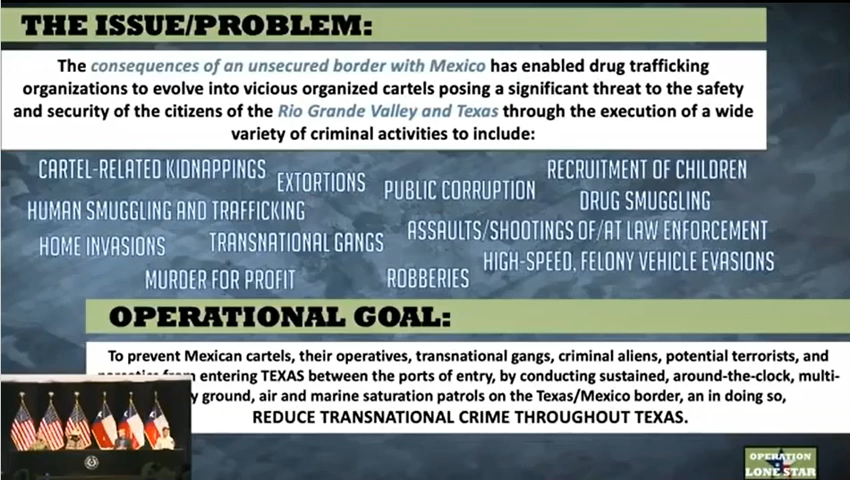 THE ISSUE/PROBLEM:
The consequences of an unsecured border with Mexico has enabled drug trafficking
organizations to evolve into vicious organized cartels posing a significant threat to the safety
and security of the citizens of the Rio Grande Valley and Texas through the execution of a wide
variety of criminal activities to include:
CARTEL-RELATED KIDNAPPINGS
EXTORTIONS
PUBLIC CORRUPTION
RECRUITMENT OF CHILDREN
DRUG SMUGGLING
HUMAN SMUGGLING AND TRAFFICKING
HOME INVASIONS
TRANSNATIONAL GANGS
ASSAULTS/SHOOTINGS OF/AT LAW ENFORCEMENT
HIGH-SPEED, FELONY VEHICLE EVASIONS
MURDER FOR PROFIT
ROBBERIES
OPERATIONAL GOAL:
To prevent Mexican cartels, their operatives, transnational gangs, criminal aliens, potential terrorists, and
from entering TEXAS between the ports of entry, by conducting sustained, around-the-clock, multi-
ground, air and marine saturation patrols on the Texas/Mexico border, an in doing so,
REDUCE TRANSNATIONAL CRIME THROUGHOUT TEXAS.
OPERATION
LONE STAR